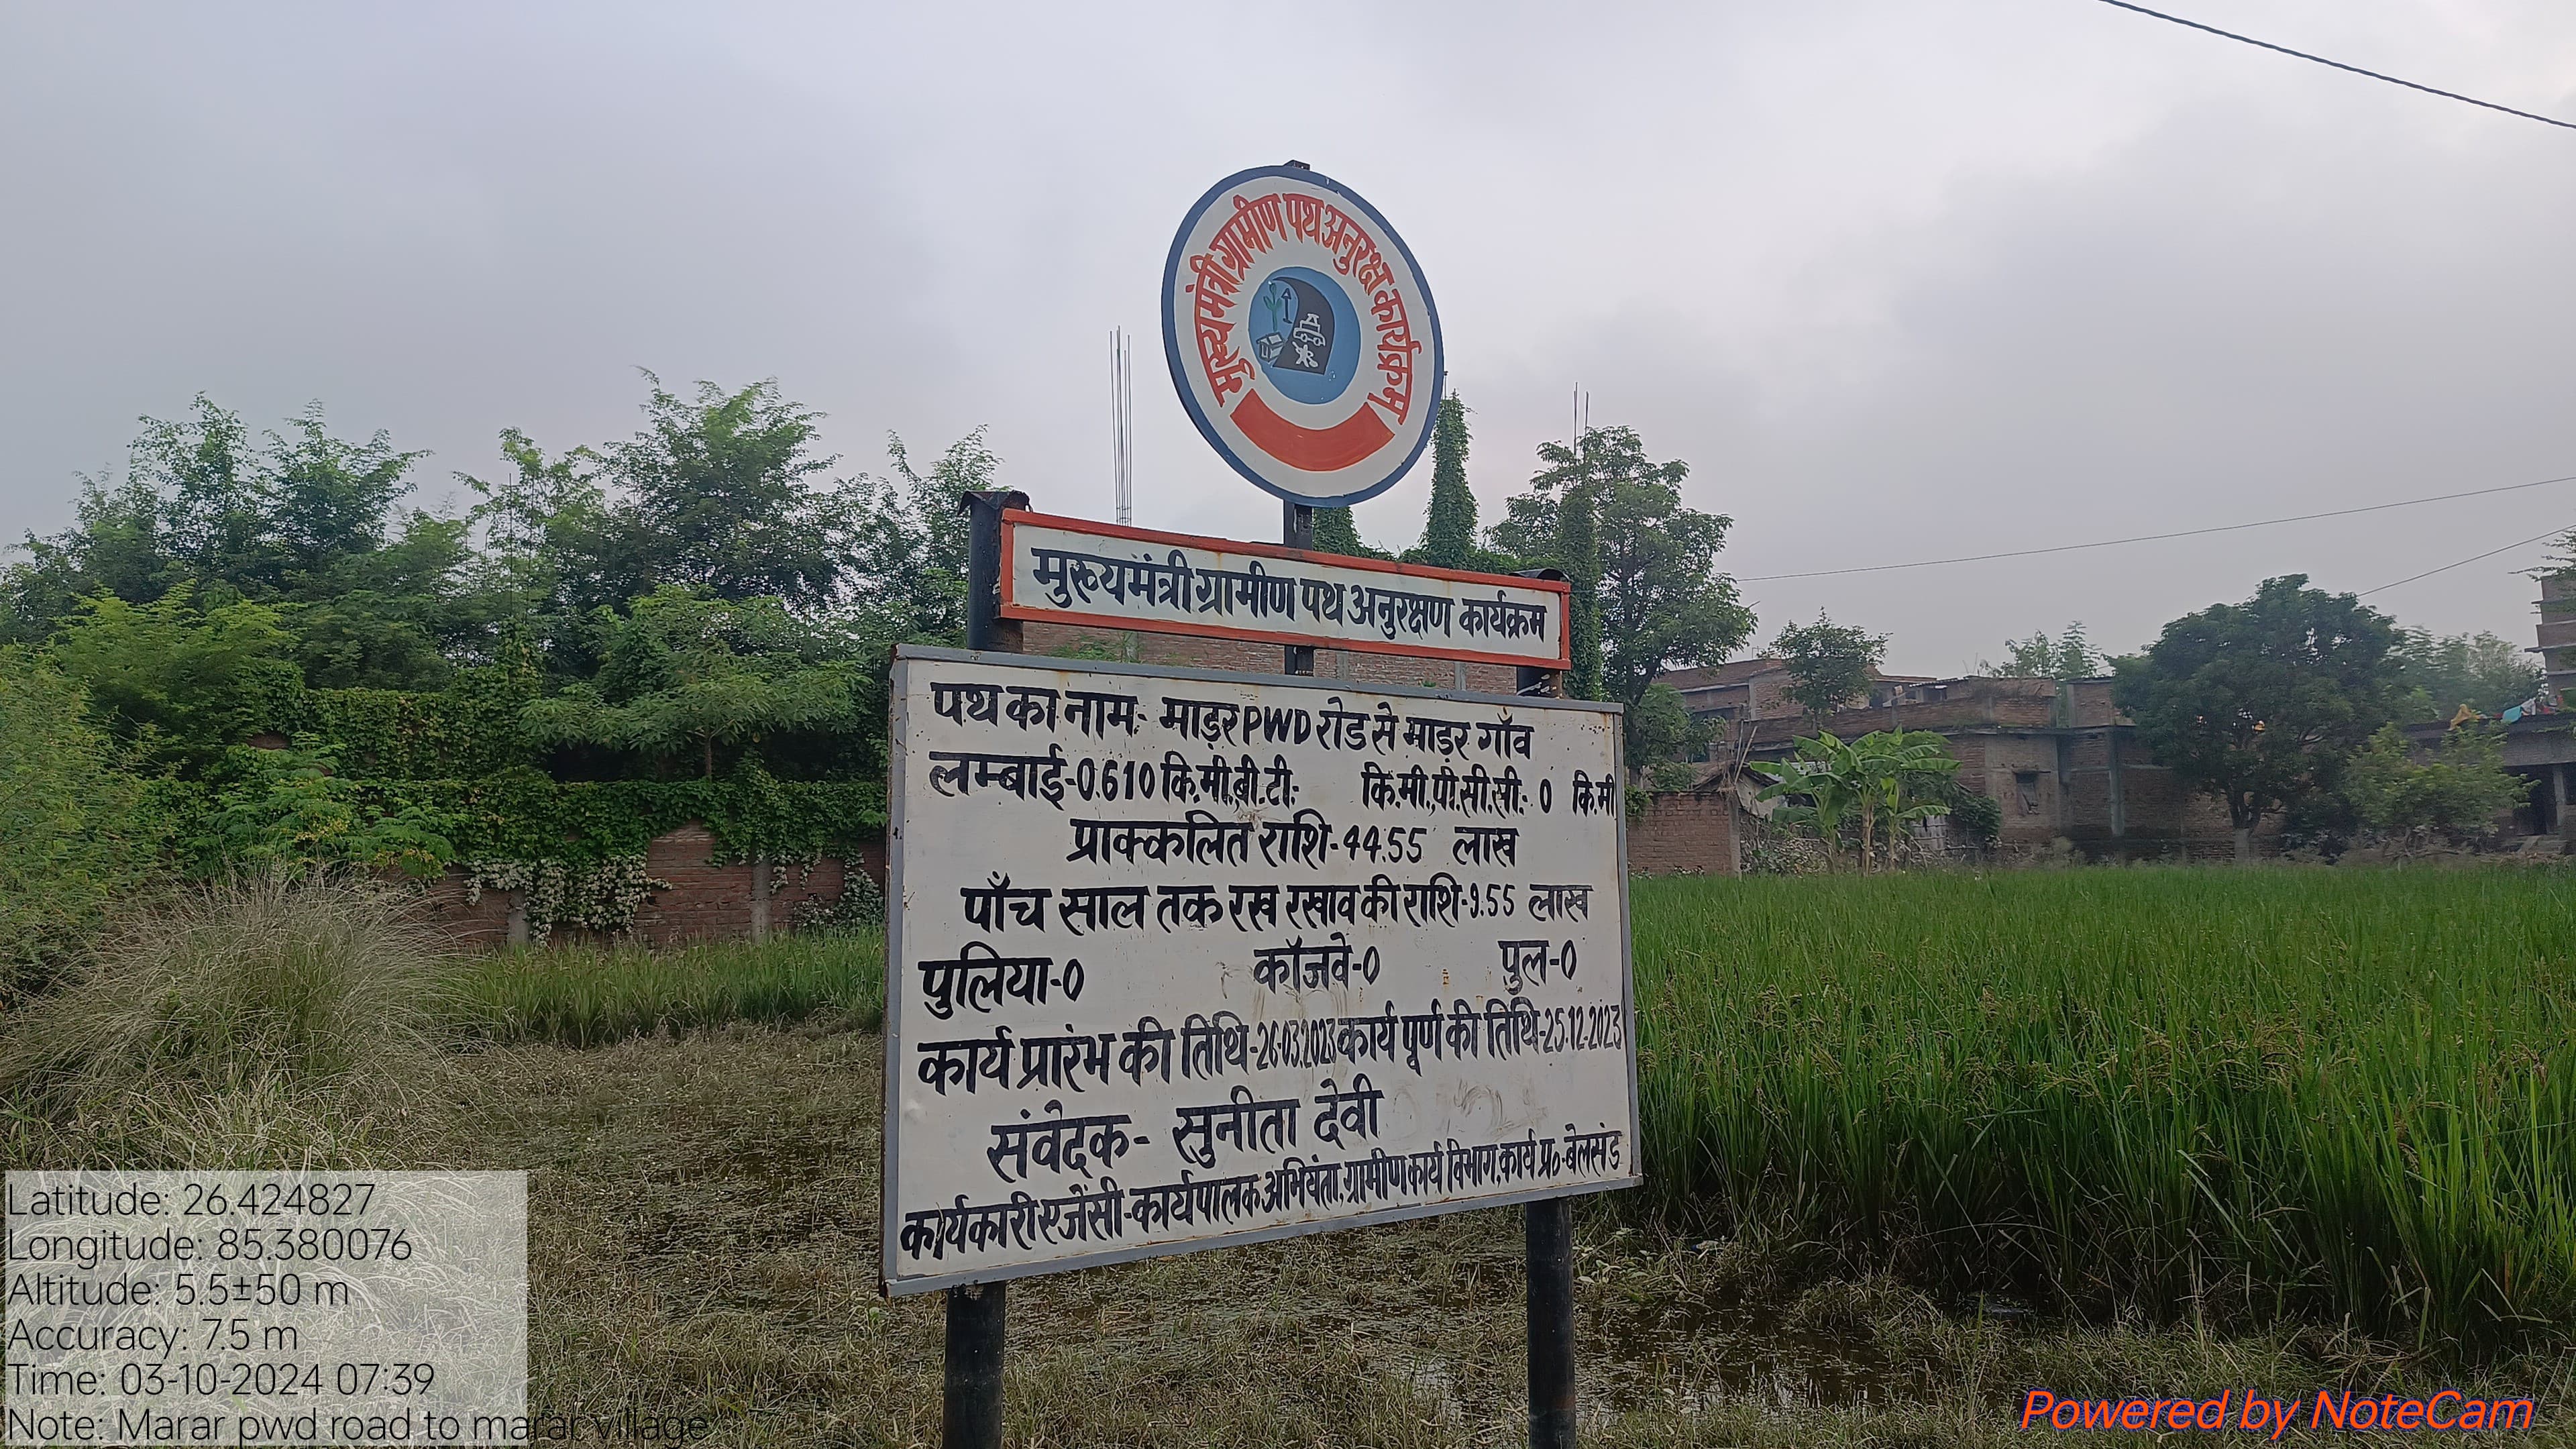 मुख्यमंत्री ग्रामीण पथ अनुरक्ष कार्यक्रम
मुख्यमंत्री ग्रामीण पथ अनुरक्षण कार्यक्रम
पथ का नाम:- माड़र PWD रोड से माड़र गाँव
लम्बाई-0.610 कि.मी.बी.टी.: कि.मी.पी.सी.सी.: 0 कि.मी
प्राक्कलित राशि-44.55 लाख
पाँच साल तक रख रखाव की राशि-9.55 लाख
पुलिया-0 कॉजवे-0 पुल-0
कार्य प्रारंभ की तिथि-26.03.2023 कार्य पूर्ण की तिथि-25.12.2023
संवेदक- सुनीता देवी
कार्यकारी एजेंसी-कार्यपालक अभियंता, ग्रामीण कार्य विभाग, कार्य प्र०-बेलसंड
Latitude: 26.424827
Longitude: 85.380076
Altitude: 5.5±50 m
Accuracy: 7.5 m
Time: 03-10-2024 07:39
Note: Marar pwd road to marar village
Powered by NoteCam